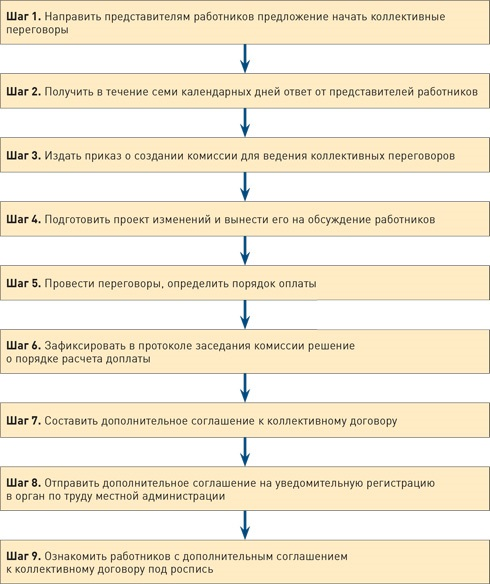 Шаг 1. Направить представителям работников предложение начать коллективные
переговоры
Шаг 2. Получить в течение семи календарных дней ответ от представителей работников
Шаг 3. Издать приказ о создании комиссии для ведения коллективных переговоров
Шаг 4. Подготовить проект изменений и вынести его на обсуждение работников
Шаг 5. Провести переговоры, определить порядок оплаты
Шаг 6. Зафиксировать в протоколе заседания комиссии решение
о порядке расчета доплаты
Шаг 7. Составить дополнительное соглашение к коллективному договору
Шаг 8. Отправить дополнительное соглашение на уведомительную регистрацию
в орган по труду местной администрации
Шаг 9. Ознакомить работников с дополнительным соглашением
к коллективному договору под роспись